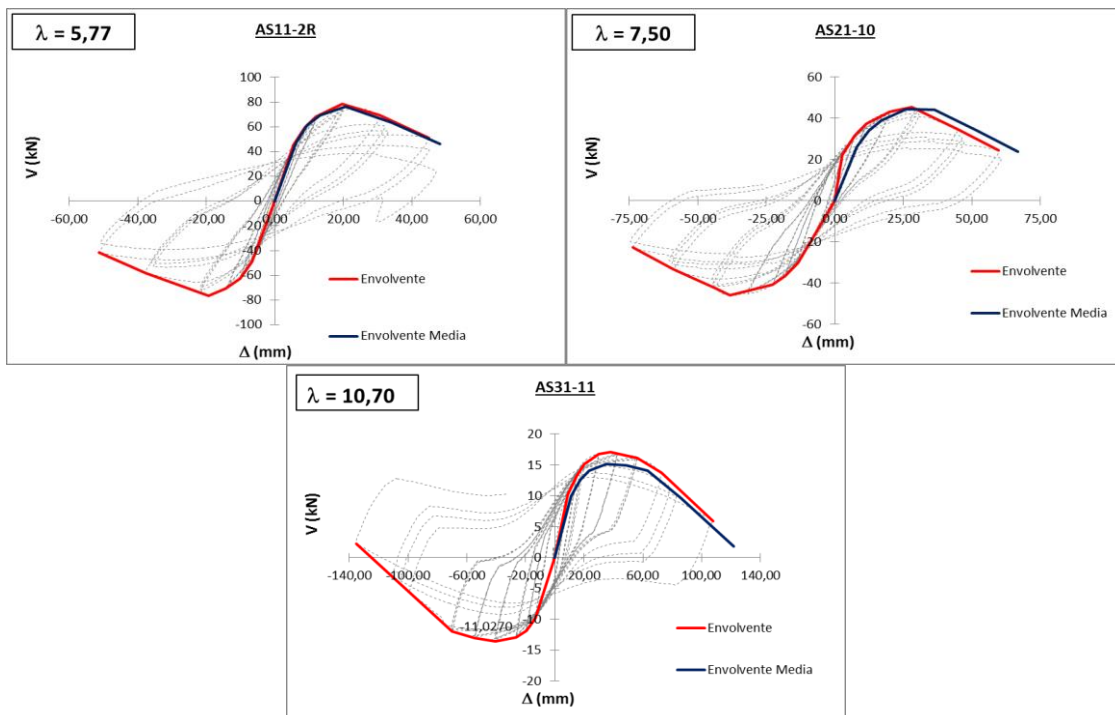 λ = 5,77
AS11-2R
V (kN)
100
80
60
40
20
0
-20
-40
-60
-80
-100
-60,00 -40,00 -20,00 0,00 20,00 40,00 60,00
Envolvente
Envolvente Media
Δ (mm)
λ = 7,50
AS21-10
V (kN)
60
40
20
0
-20
-40
-60
-75,00 -50,00 -25,00 0,00 25,00 50,00 75,00
Envolvente
Envolvente Media
Δ (mm)
λ = 10,70
AS31-11
V (kN)
20
15
10
5
0
-5
-10
-15
-20
-140,00 -100,00 -60,00 -20,00 20,00 60,00 100,00 140,00
-11,0270
Envolvente
Envolvente Media
Δ (mm)